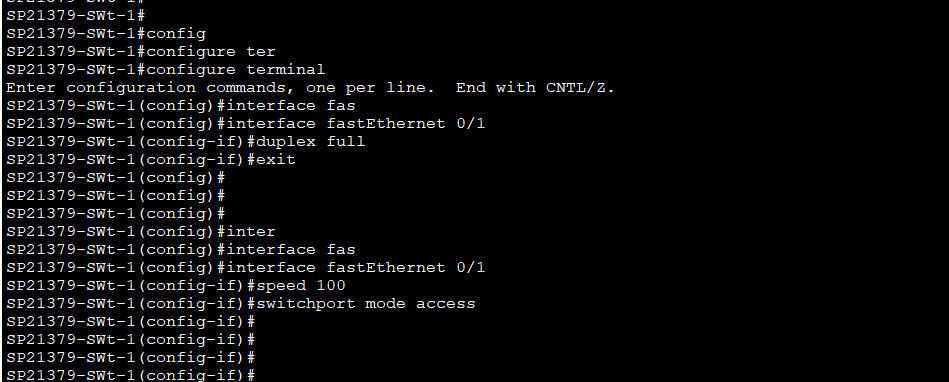 SP21379-SWt-1#
SP21379-SWt-1#
SP21379-SWt-1#config
SP21379-SWt-1#configure ter
SP21379-SWt-1#configure terminal
Enter configuration commands, one per line.  End with CNTL/Z.
SP21379-SWt-1(config)#interface fas
SP21379-SWt-1(config)#interface fastEthernet 0/1
SP21379-SWt-1(config-if)#duplex full
SP21379-SWt-1(config-if)#exit
SP21379-SWt-1(config)#
SP21379-SWt-1(config)#
SP21379-SWt-1(config)#
SP21379-SWt-1(config)#inter
SP21379-SWt-1(config)#interface fas
SP21379-SWt-1(config)#interface fastEthernet 0/1
SP21379-SWt-1(config-if)#speed 100
SP21379-SWt-1(config-if)#switchport mode access
SP21379-SWt-1(config-if)#
SP21379-SWt-1(config-if)#
SP21379-SWt-1(config-if)#
SP21379-SWt-1(config-if)#